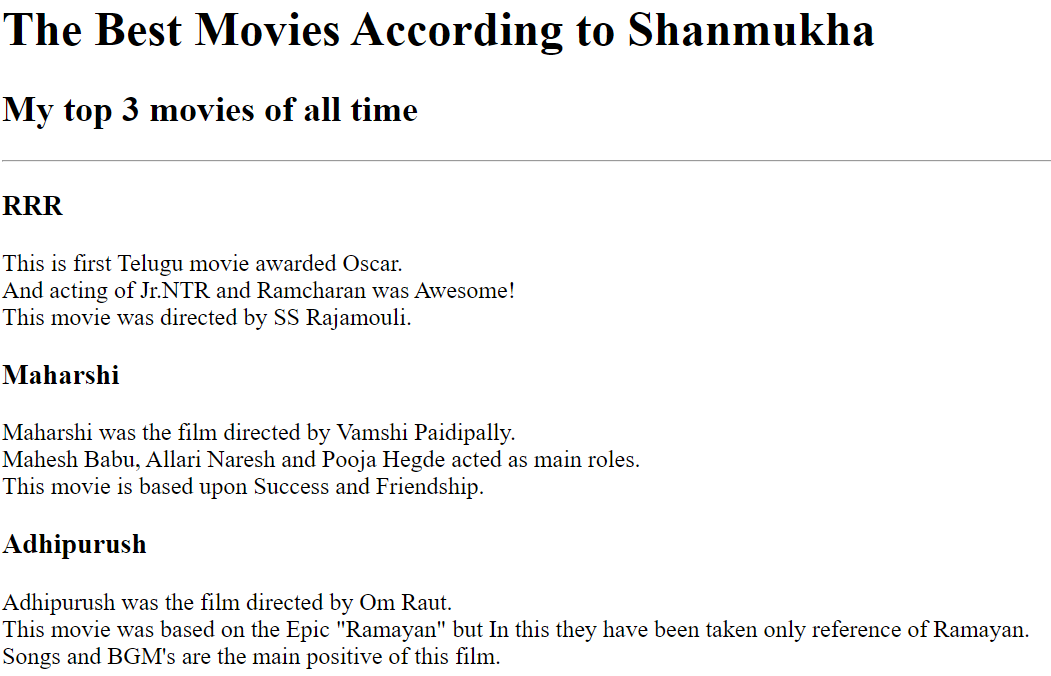 The Best Movies According to Shanmukha
My top 3 movies of all time
RRR
This is first Telugu movie awarded Oscar.
And acting of Jr.NTR and Ramcharan was Awesome!
This movie was directed by SS Rajamouli.
Maharshi
Maharshi was the film directed by Vamshi Paidipally.
Mahesh Babu, Allari Naresh and Pooja Hegde acted as main roles.
This movie is based upon Success and Friendship.
Adhipurush
Adhipurush was the film directed by Om Raut.
This movie was based on the Epic "Ramayan" but In this they have been taken only reference of Ramayan.
Songs and BGM's are the main positive of this film.